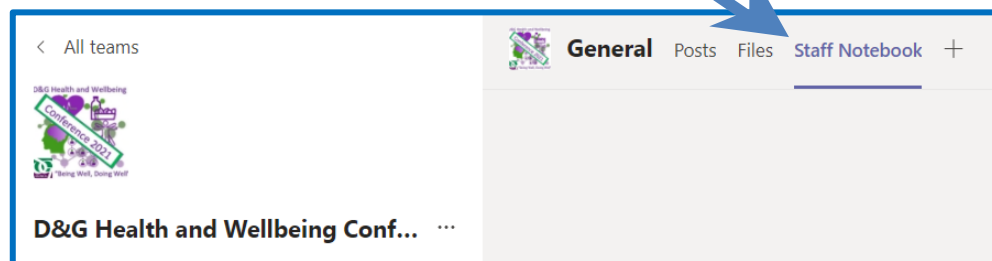 < All teams
General Posts Files Staff Notebook +
D&G Health and Wellbeing
Conference 2021
"Being Well, Doing Well"
D&G Health and Wellbeing Conf... ...